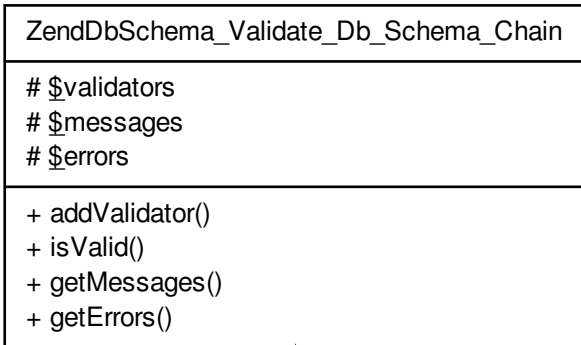 ZendDbSchema_Validate_Db_Schema_Chain
# $validators
# $messages
# $errors
+ addValidator()
+ isValid()
+ getMessages()
+ getErrors()